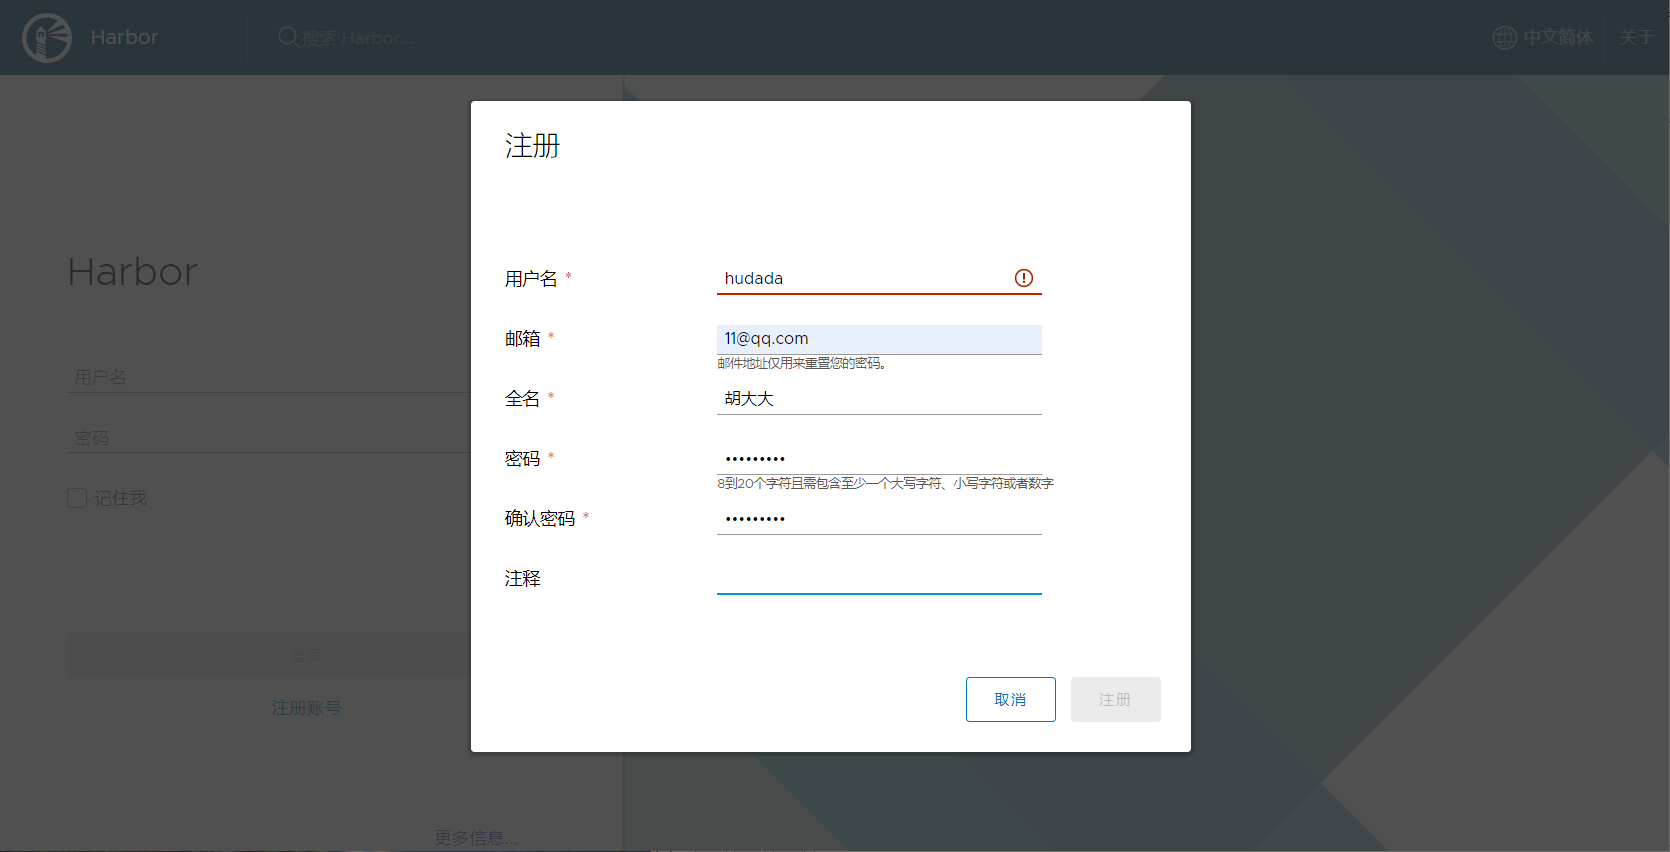 Harbor
搜索 Harbor...
中文简体
关于
Harbor
用户名
密码
记住我
登录
注册账号
更多信息...
注册
用户名 *
hudada
邮箱 *
11@qq.com
邮件地址仅用来重置您的密码。
全名 *
胡大大
密码 *
•••••••••
8到20个字符且需包含至少一个大写字符、小写字符或者数字
确认密码 *
•••••••••
注释
取消
注册